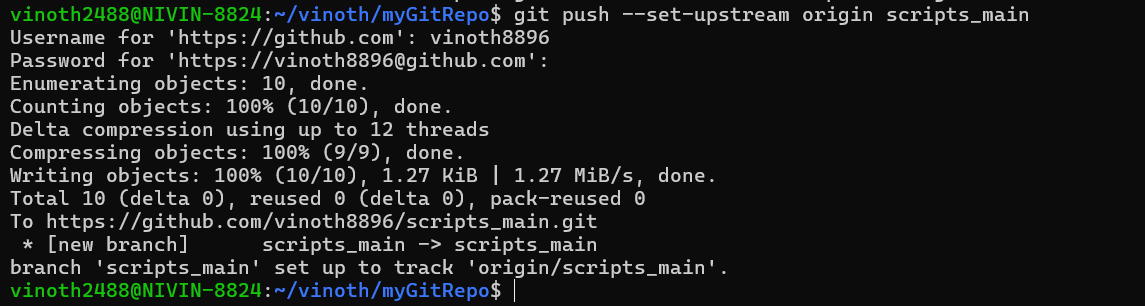 vinoth2488@NIVIN-8824:~/vinoth/myGitRepo$ git push --set-upstream origin scripts_main
Username for 'https://github.com': vinoth8896
Password for 'https://vinoth8896@github.com':
Enumerating objects: 10, done.
Counting objects: 100% (10/10), done.
Delta compression using up to 12 threads
Compressing objects: 100% (9/9), done.
Writing objects: 100% (10/10), 1.27 KiB | 1.27 MiB/s, done.
Total 10 (delta 0), reused 0 (delta 0), pack-reused 0
To https://github.com/vinoth8896/scripts_main.git
 * [new branch]      scripts_main -> scripts_main
branch 'scripts_main' set up to track 'origin/scripts_main'.
vinoth2488@NIVIN-8824:~/vinoth/myGitRepo$